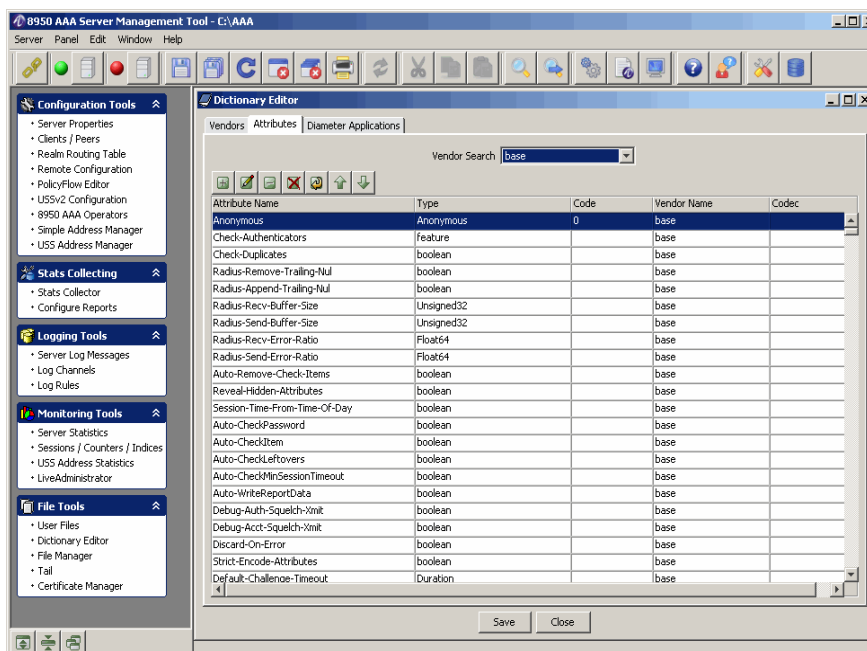 8950 AAA Server Management Tool - C:\AAA
Server Panel Edit Window Help
Configuration Tools
Server Properties
Clients / Peers
Realm Routing Table
Remote Configuration
PolicyFlow Editor
USSv2 Configuration
8950 AAA Operators
Simple Address Manager
USS Address Manager
Stats Collecting
Stats Collector
Configure Reports
Logging Tools
Server Log Messages
Log Channels
Log Rules
Monitoring Tools
Server Statistics
Sessions / Counters / Indices
USS Address Statistics
LiveAdministrator
File Tools
User Files
Dictionary Editor
File Manager
Tail
Certificate Manager
Dictionary Editor
Vendors Attributes Diameter Applications
Vendor Search base
Attribute Name Type Code Vendor Name Codec
Anonymous Anonymous 0 base
Check-Authenticators feature base
Check-Duplicates boolean base
Radius-Remove-Trailing-Nul boolean base
Radius-Append-Trailing-Nul boolean base
Radius-Recv-Buffer-Size Unsigned32 base
Radius-Send-Buffer-Size Unsigned32 base
Radius-Recv-Error-Ratio Float64 base
Radius-Send-Error-Ratio Float64 base
Auto-Remove-Check-Items boolean base
Reveal-Hidden-Attributes boolean base
Session-Time-From-Time-Of-Day boolean base
Auto-CheckPassword boolean base
Auto-CheckItem boolean base
Auto-CheckLeftovers boolean base
Auto-CheckMinSessionTimeout boolean base
Auto-WriteReportData boolean base
Debug-Auth-Squelch-Xmit boolean base
Debug-Acct-Squelch-Xmit boolean base
Discard-On-Error boolean base
Strict-Encode-Attributes boolean base
Default-Challenge-Timeout Duration base
Save Close